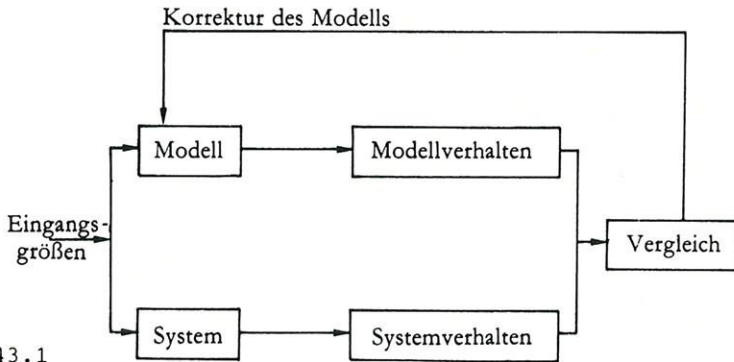 Korrektur des Modells
Modell
Modellverhalten
Eingangs-
größen
Vergleich
System
Systemverhalten
43.1